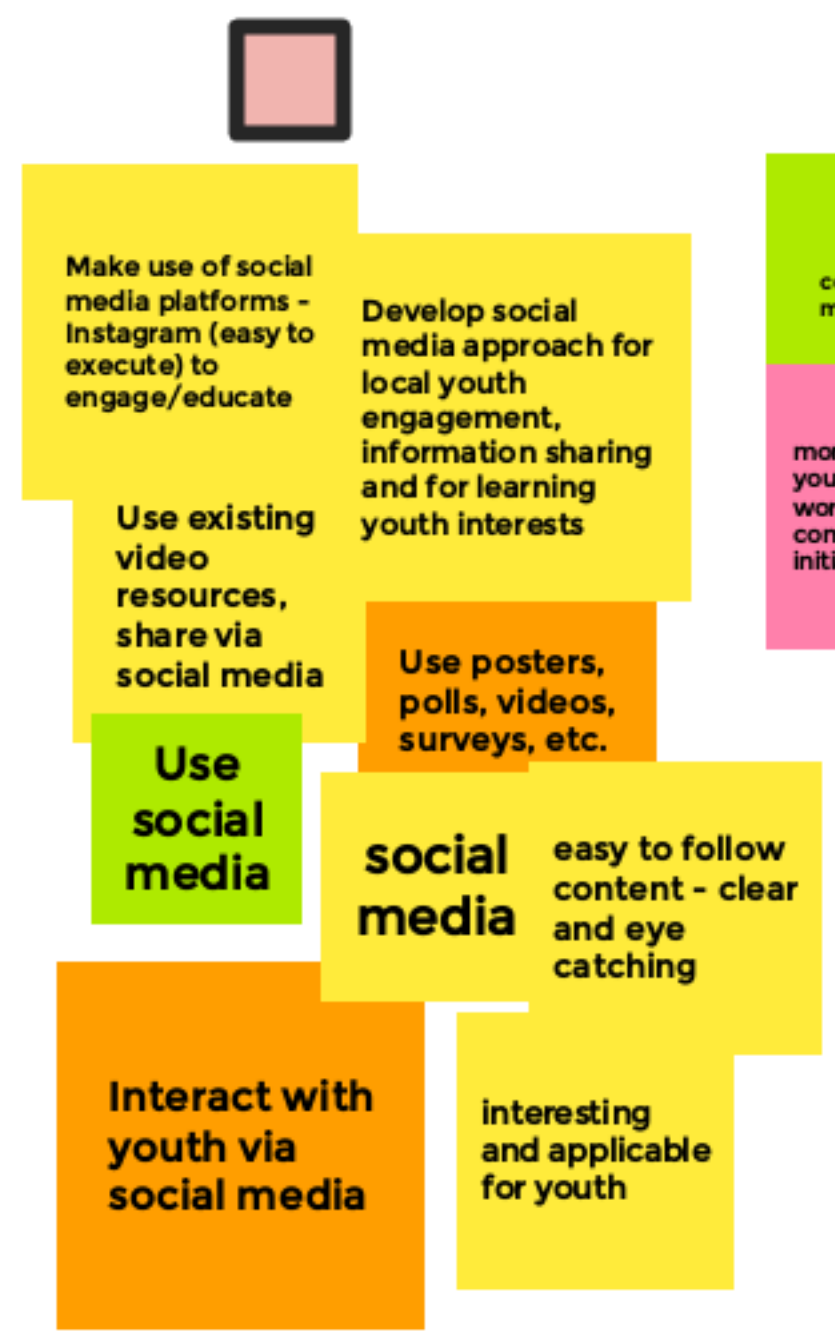 Make use of social
media platforms -
Instagram (easy to
execute) to
engage/educate
Develop social
media approach for
local youth
engagement,
information sharing
and for learning
youth interests
Use existing
video
resources,
share via
social media
Use posters,
polls, videos,
surveys, etc.
Use
social
media
social
media
easy to follow
content - clear
and eye
catching
Interact with
youth via
social media
interesting
and applicable
for youth